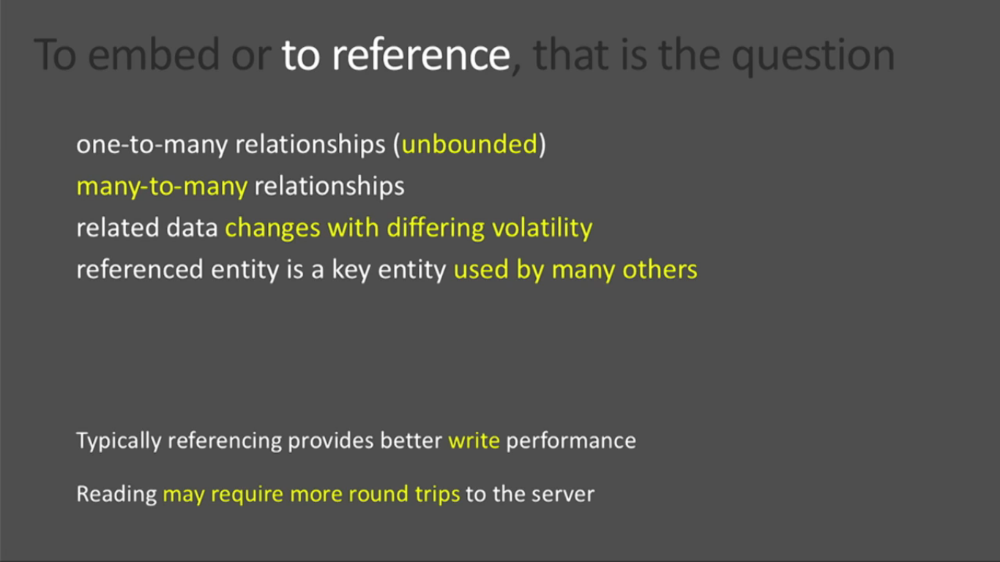 To embed or to reference, that is the question
one-to-many relationships (unbounded)
many-to-many relationships
related data changes with differing volatility
referenced entity is a key entity used by many others
Typically referencing provides better write performance
Reading may require more round trips to the server